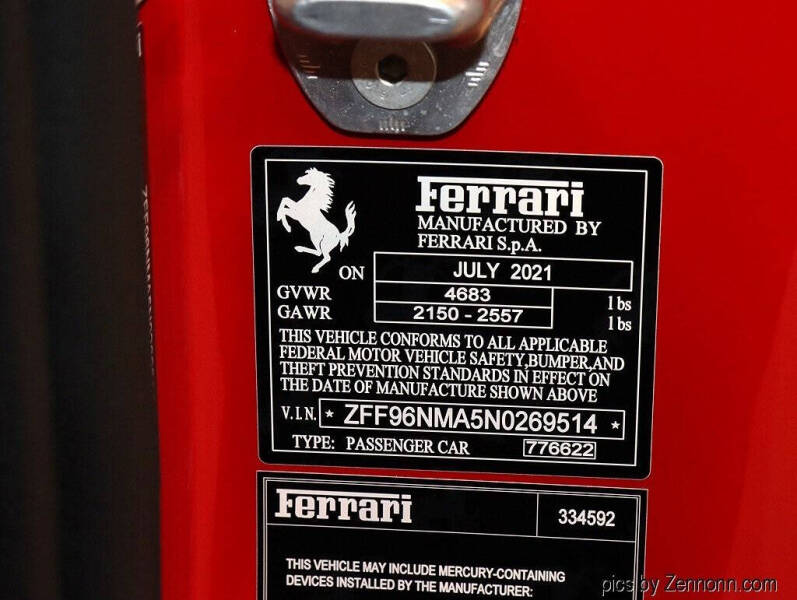 Ferrari
MANUFACTURED BY
FERRARI S.p.A.
ON JULY 2021
GVWR 4683 lbs
GAWR 2150 - 2557 lbs
THIS VEHICLE CONFORMS TO ALL APPLICABLE
FEDERAL MOTOR VEHICLE SAFETY,BUMPER,AND
THEFT PREVENTION STANDARDS IN EFFECT ON
THE DATE OF MANUFACTURE SHOWN ABOVE
V.I.N. * ZFF96NMA5N0269514 *
TYPE: PASSENGER CAR 776622
Ferrari 334592
THIS VEHICLE MAY INCLUDE MERCURY-CONTAINING
DEVICES INSTALLED BY THE MANUFACTURER:
pics by Zennonn.com